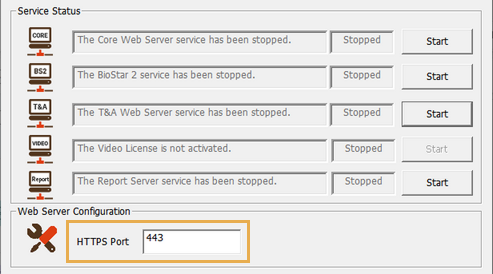 Service Status
CORE
The Core Web Server service has been stopped. Stopped Start
BS2
The BioStar 2 service has been stopped. Stopped Start
T&A
The T&A Web Server service has been stopped. Stopped Start
VIDEO
The Video License is not activated. Stopped Start
Report
The Report Server service has been stopped. Stopped Start
Web Server Configuration
HTTPS Port 443